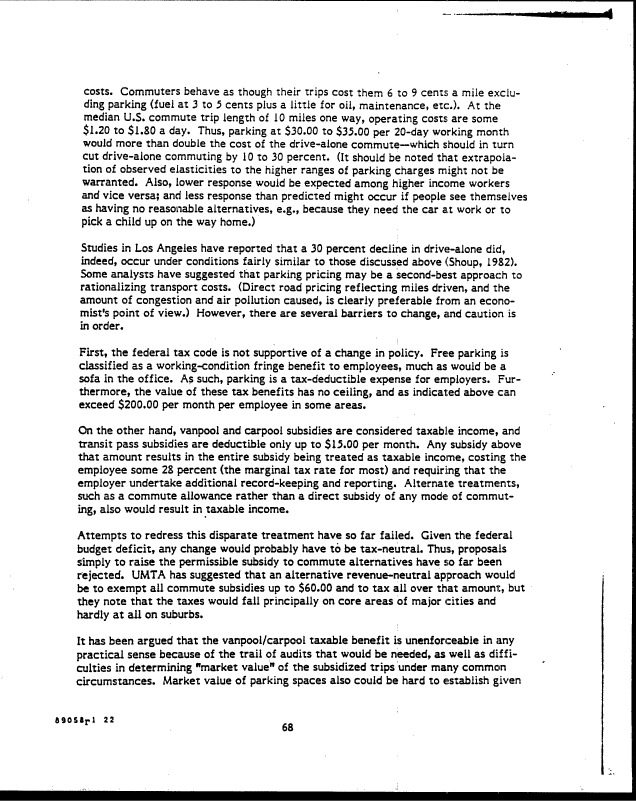 costs. Commuters behave as though their trips cost them 6 to 9 cents a mile exclu-
ding parking (fuel at 3 to 5 cents plus a little for oil, maintenance, etc.). At the
median U.S. commute trip length of 10 miles one way, operating costs are some
$1.20 to $1.80 a day. Thus, parking at $30.00 to $35.00 per 20-day working month
would more than double the cost of the drive-alone commute—which should in turn
cut drive-alone commuting by 10 to 30 percent. (It should be noted that extrapola-
tion of observed elasticities to the higher ranges of parking charges might not be
warranted. Also, lower response would be expected among higher income workers
and vice versa; and less response than predicted might occur if people see themselves
as having no reasonable alternatives, e.g., because they need the car at work or to
pick a child up on the way home.)
Studies in Los Angeles have reported that a 30 percent decline in drive-alone did,
indeed, occur under conditions fairly similar to those discussed above (Shoup, 1982).
Some analysts have suggested that parking pricing may be a second-best approach to
rationalizing transport costs. (Direct road pricing reflecting miles driven, and the
amount of congestion and air pollution caused, is clearly preferable from an econo-
mist's point of view.) However, there are several barriers to change, and caution is
in order.
First, the federal tax code is not supportive of a change in policy. Free parking is
classified as a working-condition fringe benefit to employees, much as would be a
sofa in the office. As such, parking is a tax-deductible expense for employers. Fur-
thermore, the value of these tax benefits has no ceiling, and as indicated above can
exceed $200.00 per month per employee in some areas.
On the other hand, vanpool and carpool subsidies are considered taxable income, and
transit pass subsidies are deductible only up to $15.00 per month. Any subsidy above
that amount results in the entire subsidy being treated as taxable income, costing the
employee some 28 percent (the marginal tax rate for most) and requiring that the
employer undertake additional record-keeping and reporting. Alternate treatments,
such as a commute allowance rather than a direct subsidy of any mode of commut-
ing, also would result in taxable income.
Attempts to redress this disparate treatment have so far failed. Given the federal
budget deficit, any change would probably have to be tax-neutral. Thus, proposals
simply to raise the permissible subsidy to commute alternatives have so far been
rejected. UMTA has suggested that an alternative revenue-neutral approach would
be to exempt all commute subsidies up to $60.00 and to tax all over that amount, but
they note that the taxes would fall principally on core areas of major cities and
hardly at all on suburbs.
It has been argued that the vanpool/carpool taxable benefit is unenforceable in any
practical sense because of the trail of audits that would be needed, as well as diffi-
culties in determining "market value" of the subsidized trips under many common
circumstances. Market value of parking spaces also could be hard to establish given
89058r1 22
68